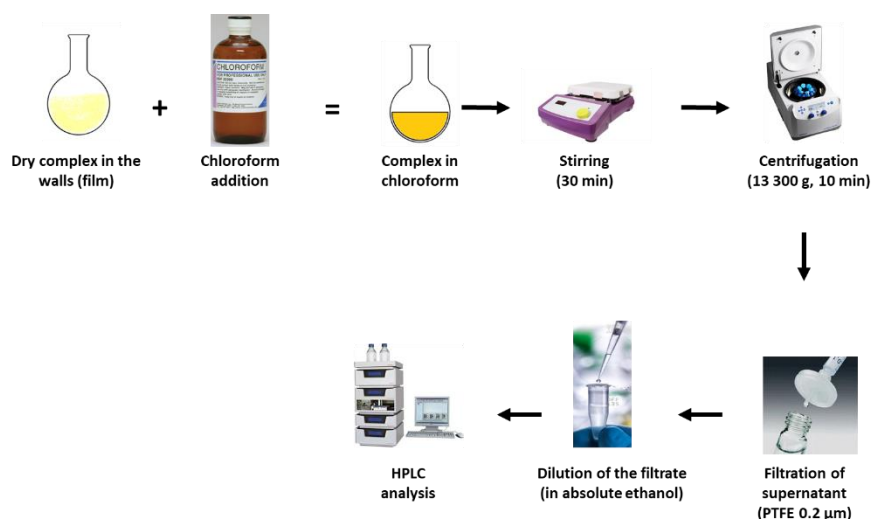 CHLOROFORM
+
=
Dry complex in the
walls (film)
Chloroform
addition
Complex in
chloroform
Stirring
(30 min)
Centrifugation
(13 300 g, 10 min)
HPLC
analysis
Dilution of the filtrate
(in absolute ethanol)
Filtration of
supernatant
(PTFE 0.2 µm)